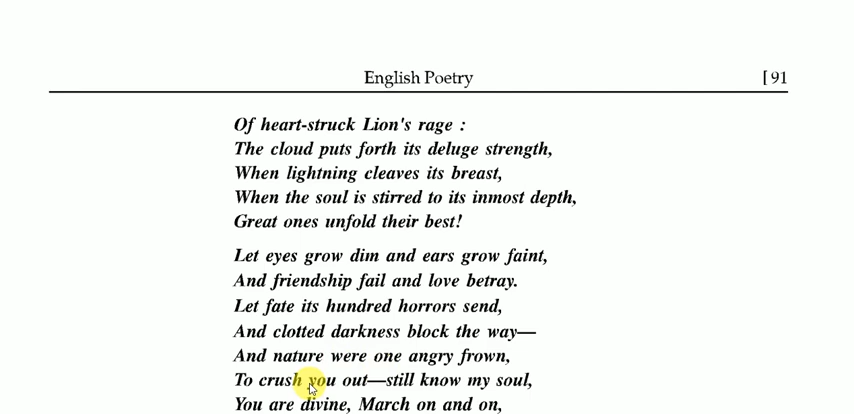 English Poetry [ 91
Of heart-struck Lion's rage :
The cloud puts forth its deluge strength,
When lightning cleaves its breast,
When the soul is stirred to its inmost depth,
Great ones unfold their best!
Let eyes grow dim and ears grow faint,
And friendship fail and love betray.
Let fate its hundred horrors send,
And clotted darkness block the way—
And nature were one angry frown,
To crush you out—still know my soul,
You are divine, March on and on,